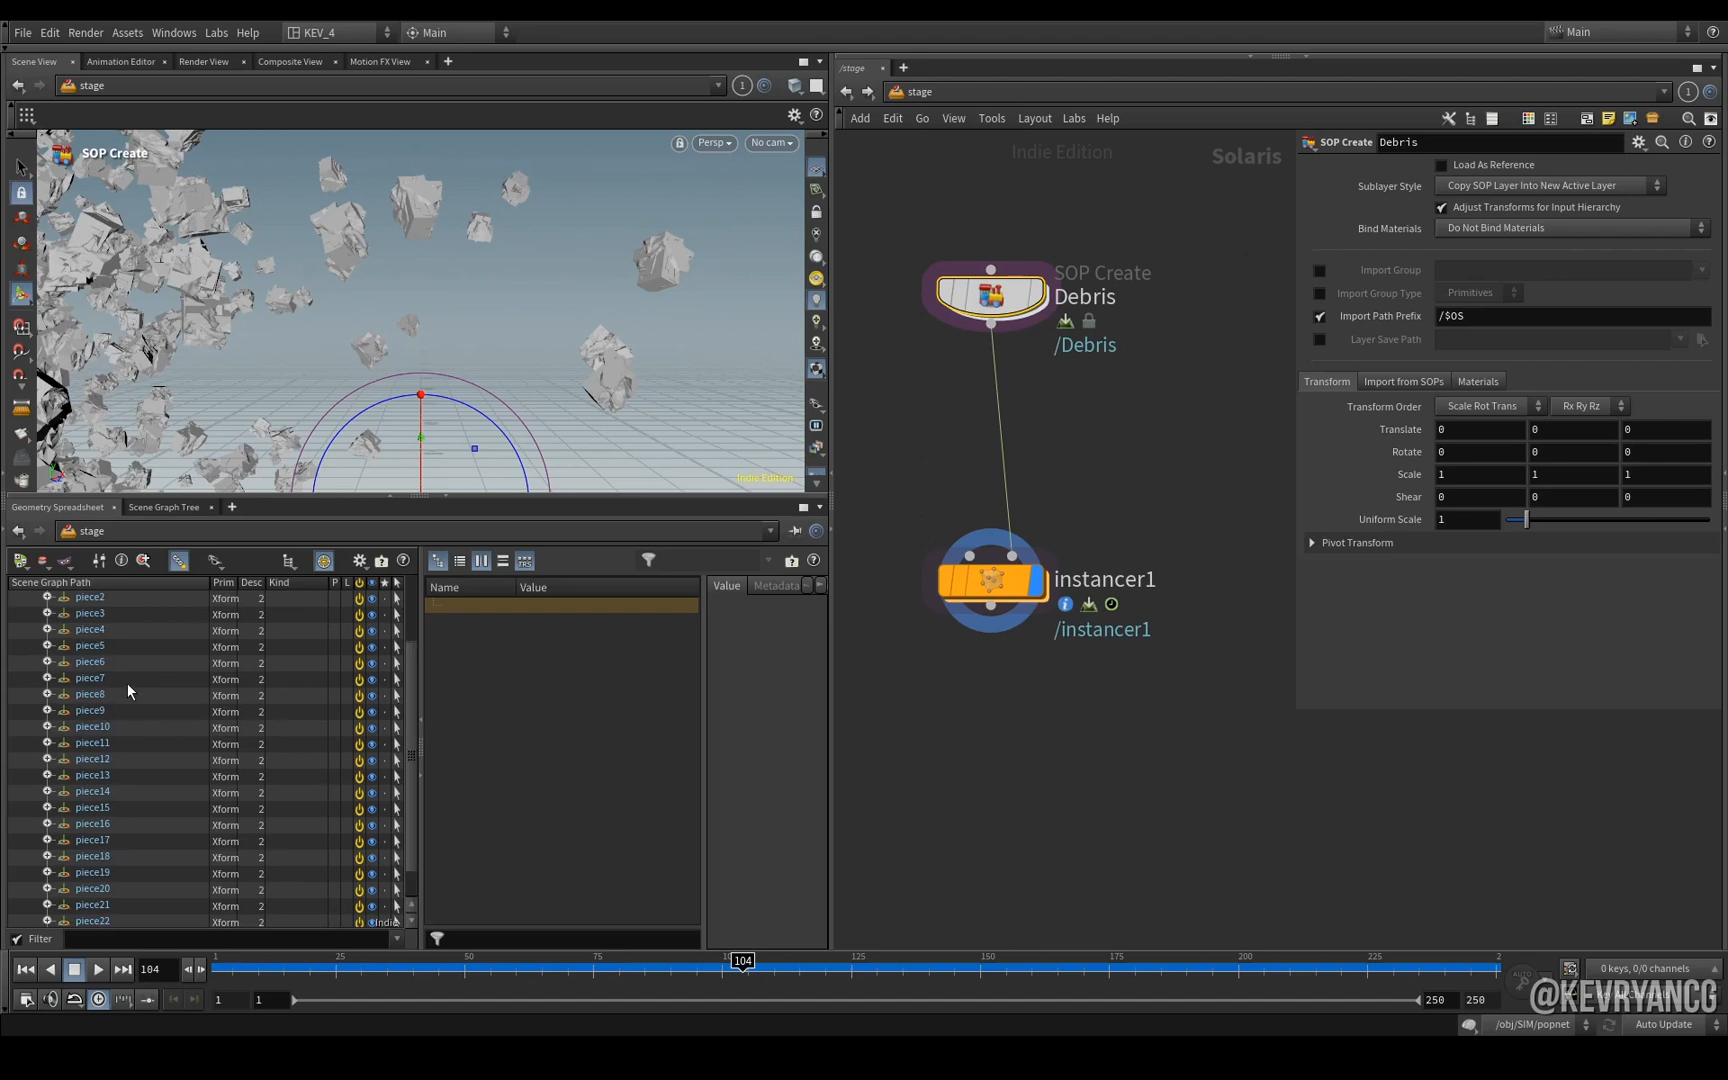 File Edit Render Assets Windows Labs Help KEV_4 Main Main
Scene View Animation Editor Render View Composite View Motion FX View
stage
SOP Create
Persp No cam
Indie Edition
Geometry Spreadsheet Scene Graph Tree
stage
Scene Graph Path Prim Desc Kind P L
piece2 Xform 2
piece3 Xform 2
piece4 Xform 2
piece5 Xform 2
piece6 Xform 2
piece7 Xform 2
piece8 Xform 2
piece9 Xform 2
piece10 Xform 2
piece11 Xform 2
piece12 Xform 2
piece13 Xform 2
piece14 Xform 2
piece15 Xform 2
piece16 Xform 2
piece17 Xform 2
piece18 Xform 2
piece19 Xform 2
piece20 Xform 2
piece21 Xform 2
piece22 Xform 2
Filter
Name Value
Value Metadata
/stage
stage
Add Edit Go View Tools Layout Labs Help
Indie Edition Solaris
SOP Create
Debris
/Debris
instancer1
/instancer1
SOP Create Debris
Load As Reference
Sublayer Style Copy SOP Layer Into New Active Layer
Adjust Transforms for Input Hierarchy
Bind Materials Do Not Bind Materials
Import Group
Import Group Type Primitives
Import Path Prefix /$OS
Layer Save Path
Transform Import from SOPs Materials
Transform Order Scale Rot Trans Rx Ry Rz
Translate 0 0 0
Rotate 0 0 0
Scale 1 1 1
Shear 0 0 0
Uniform Scale 1
Pivot Transform
1 25 50 75 104 125 150 175 200 225
104
0 keys, 0/0 channels
1 1 250 250
@KEVRYANCG
/obj/SIM/popnet Auto Update